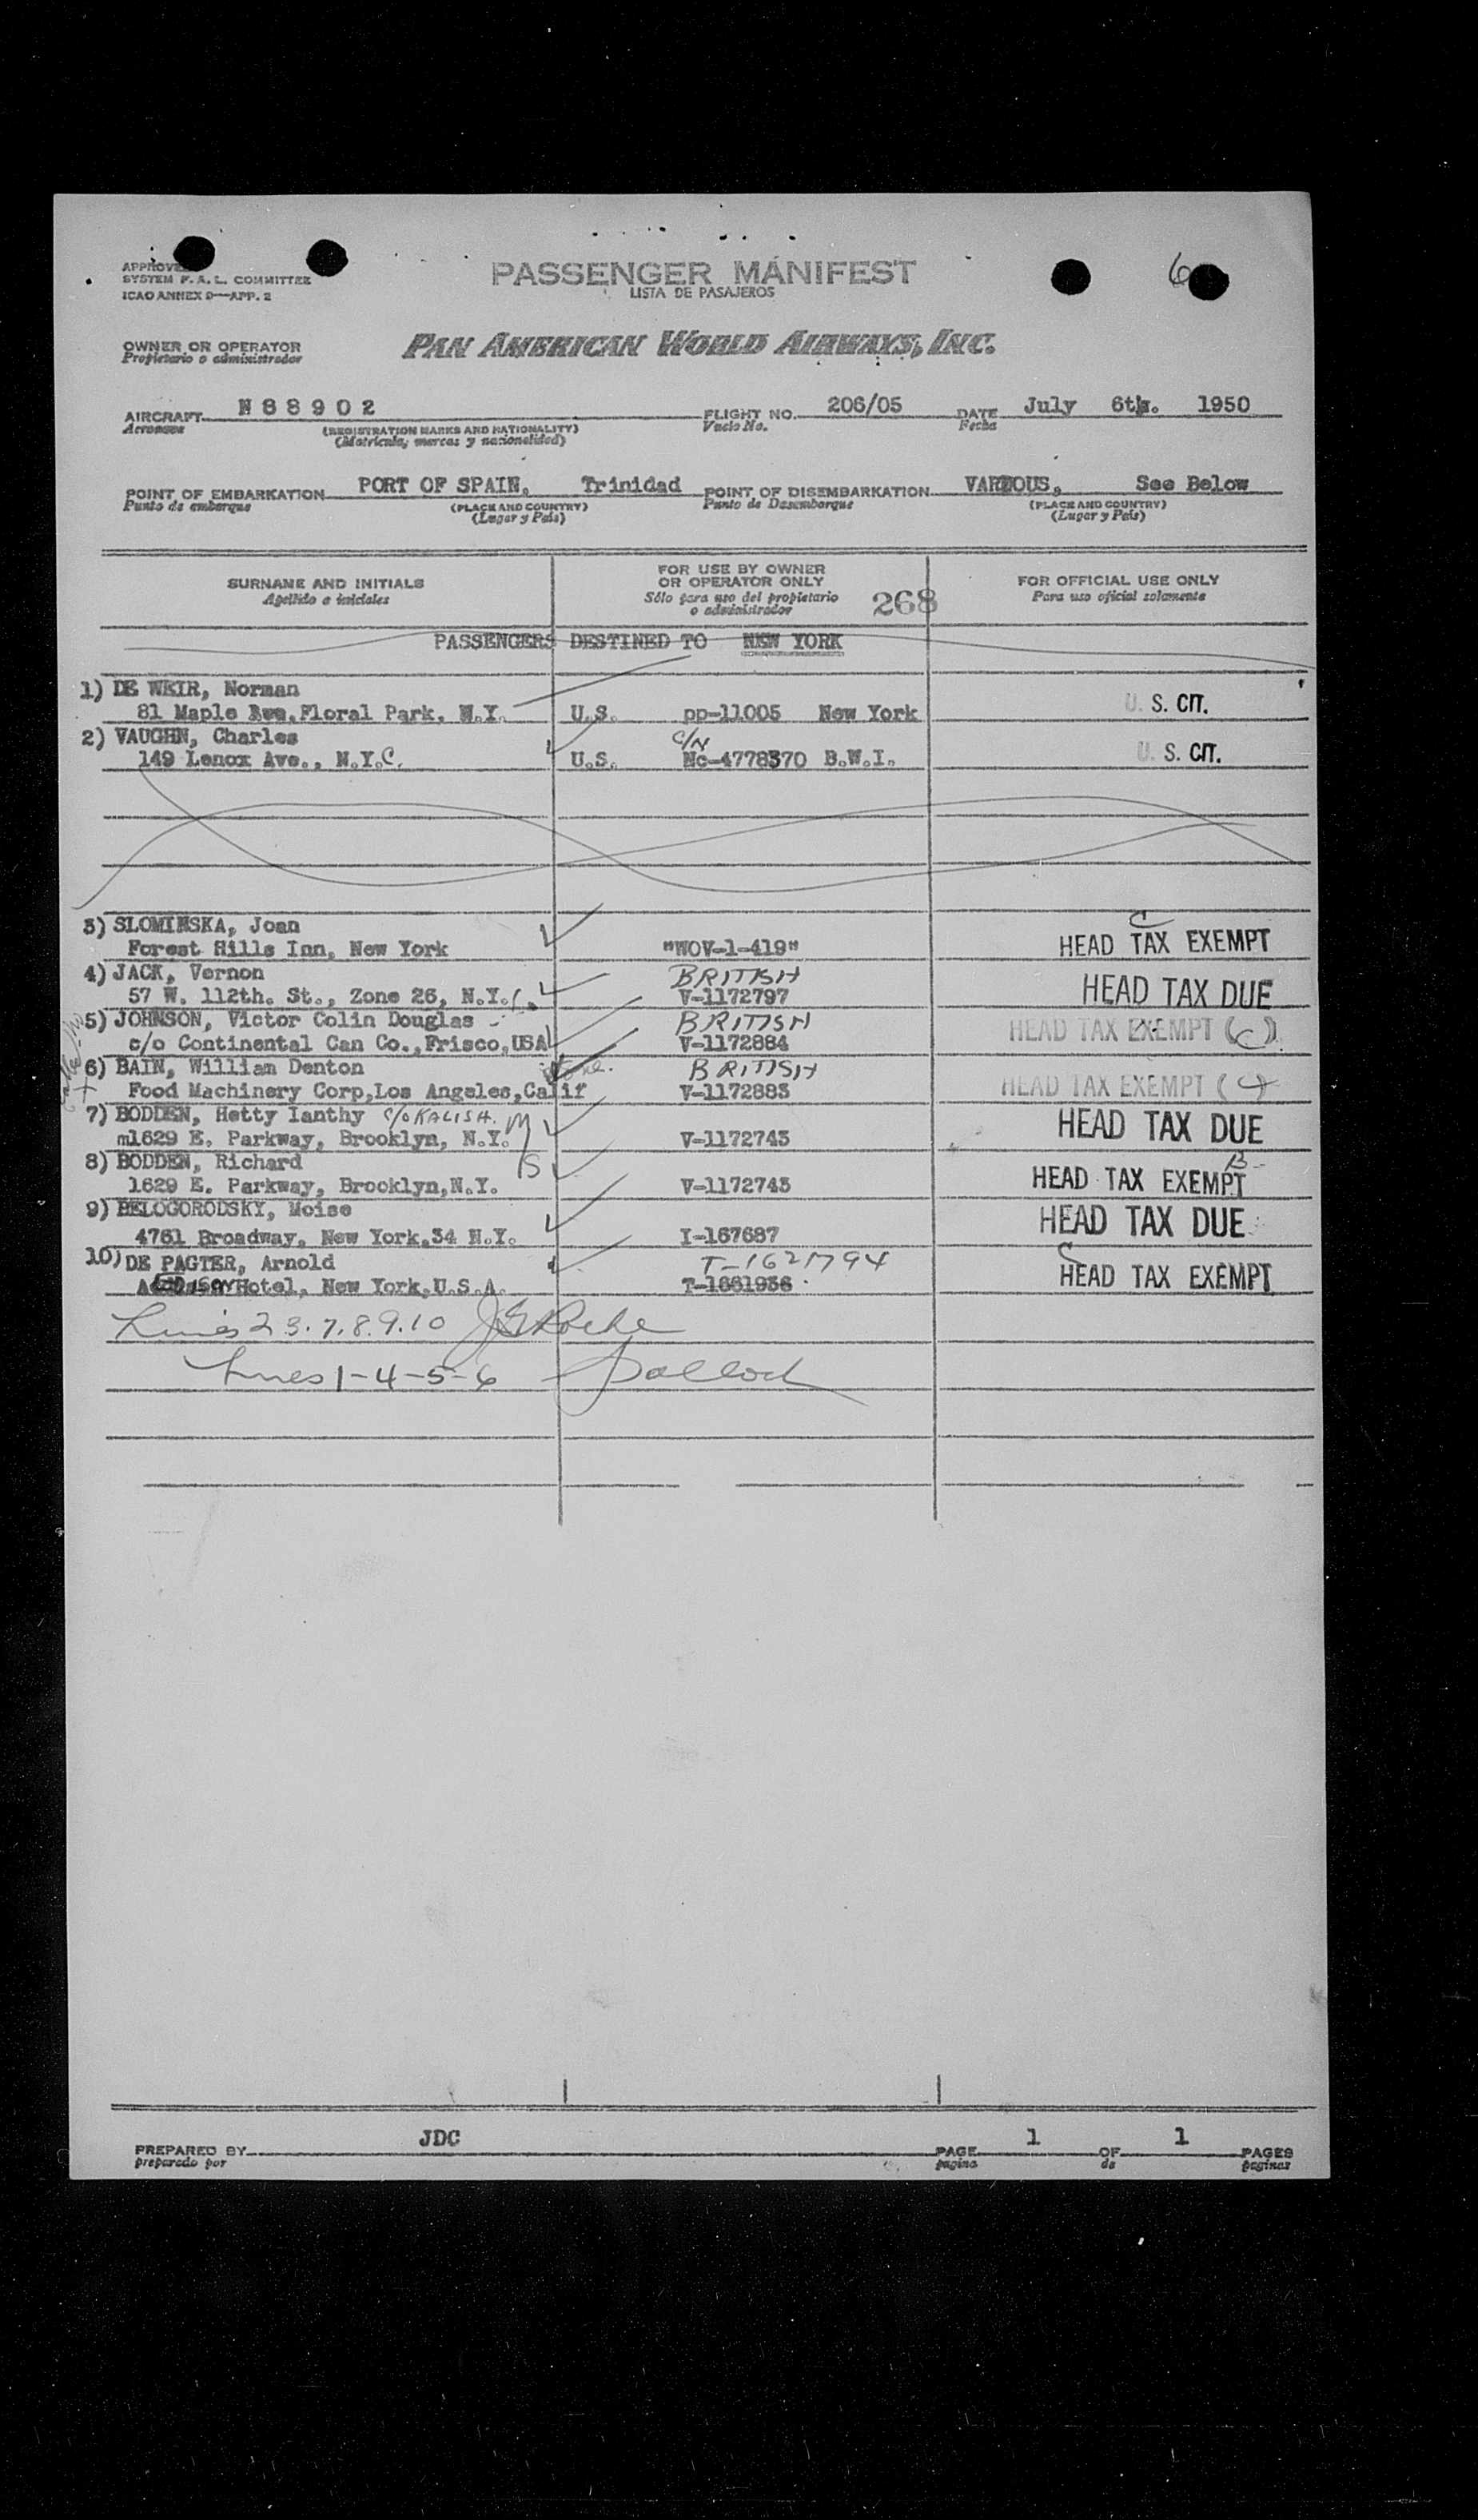 6
APPROVED
SYSTEM F. A. L. COMMITTEE
ICAO ANNEX 9—APP. 2
PASSENGER MANIFEST
LISTA DE PASAJEROS
OWNER OR OPERATOR
Propietario o administrador
PAN AMERICAN WORLD AIRWAYS, INC.
AIRCRAFT N 8 8 9 0 2 FLIGHT NO. 206/05 DATE July 6th. 1950
Aeronave (REGISTRATION MARKS AND NATIONALITY) Vuelo No. Fecha
(Matricula, marcas y nacionalidad)
POINT OF EMBARKATION PORT OF SPAIN, Trinidad POINT OF DISEMBARKATION VARIOUS, See Below
Punto de embarque (PLACE AND COUNTRY) Punto de Desembarque (PLACE AND COUNTRY)
(Lugar y País) (Lugar y País)
SURNAME AND INITIALS
Apellido e iniciales
FOR USE BY OWNER
OR OPERATOR ONLY
Sólo para uso del propietario
o administrador
268
FOR OFFICIAL USE ONLY
Para uso oficial solamente
PASSENGERS DESTINED TO NEW YORK
1) DE WEIR, Norman
81 Maple Ave, Floral Park, N.Y. U.S. pp-11005 New York U. S. CIT.
2) VAUGHN, Charles C/N
149 Lenox Ave., N.Y.C. U.S. Nc-4778370 B.W.I. U. S. CIT.
3) SLOMINSKA, Joan C
Forest Hills Inn, New York "WOV-1-419" HEAD TAX EXEMPT
4) JACK, Vernon BRITISH
57 W. 112th. St., Zone 26, N.Y. V-1172797 HEAD TAX DUE
5) JOHNSON, Victor Colin Douglas BRITISH
c/o Continental Can Co., Frisco, USA V-1172884 HEAD TAX EXEMPT (C)
6) BAIN, William Denton BRITISH
Food Machinery Corp, Los Angeles, Calif V-1172883 HEAD TAX EXEMPT (C)
7) BODDEN, Hetty Ianthy C/O KALISH. M
m1629 E. Parkway, Brooklyn, N.Y. V-1172743 HEAD TAX DUE
8) BODDEN, Richard S B-
1629 E. Parkway, Brooklyn, N.Y. V-1172743 HEAD TAX EXEMPT
9) BELOGORODSKY, Moise
4761 Broadway, New York, 34 N.Y. I-167687 HEAD TAX DUE
10) DE PAGTER, Arnold T-1621794 C
Edison Hotel, New York, U.S.A. T-1661936 HEAD TAX EXEMPT
Lines 2 3. 7. 8. 9. 10
Lines 1-4-5-6
PREPARED BY JDC PAGE 1 OF 1 PAGES
preparado por pagina de paginas